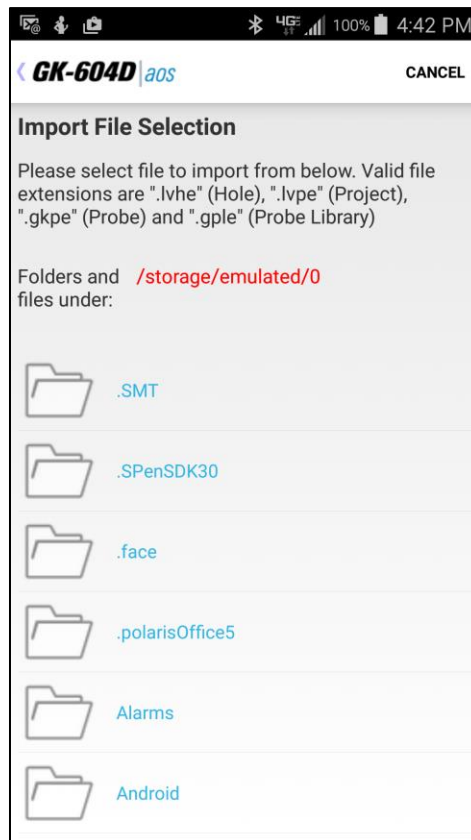 4G LTE 100% 4:42 PM
GK-604D|aos CANCEL
Import File Selection
Please select file to import from below. Valid file
extensions are ".lvhe" (Hole), ".lvpe" (Project),
".gkpe" (Probe) and ".gple" (Probe Library)
Folders and /storage/emulated/0
files under:
.SMT
.SPenSDK30
.face
.polarisOffice5
Alarms
Android